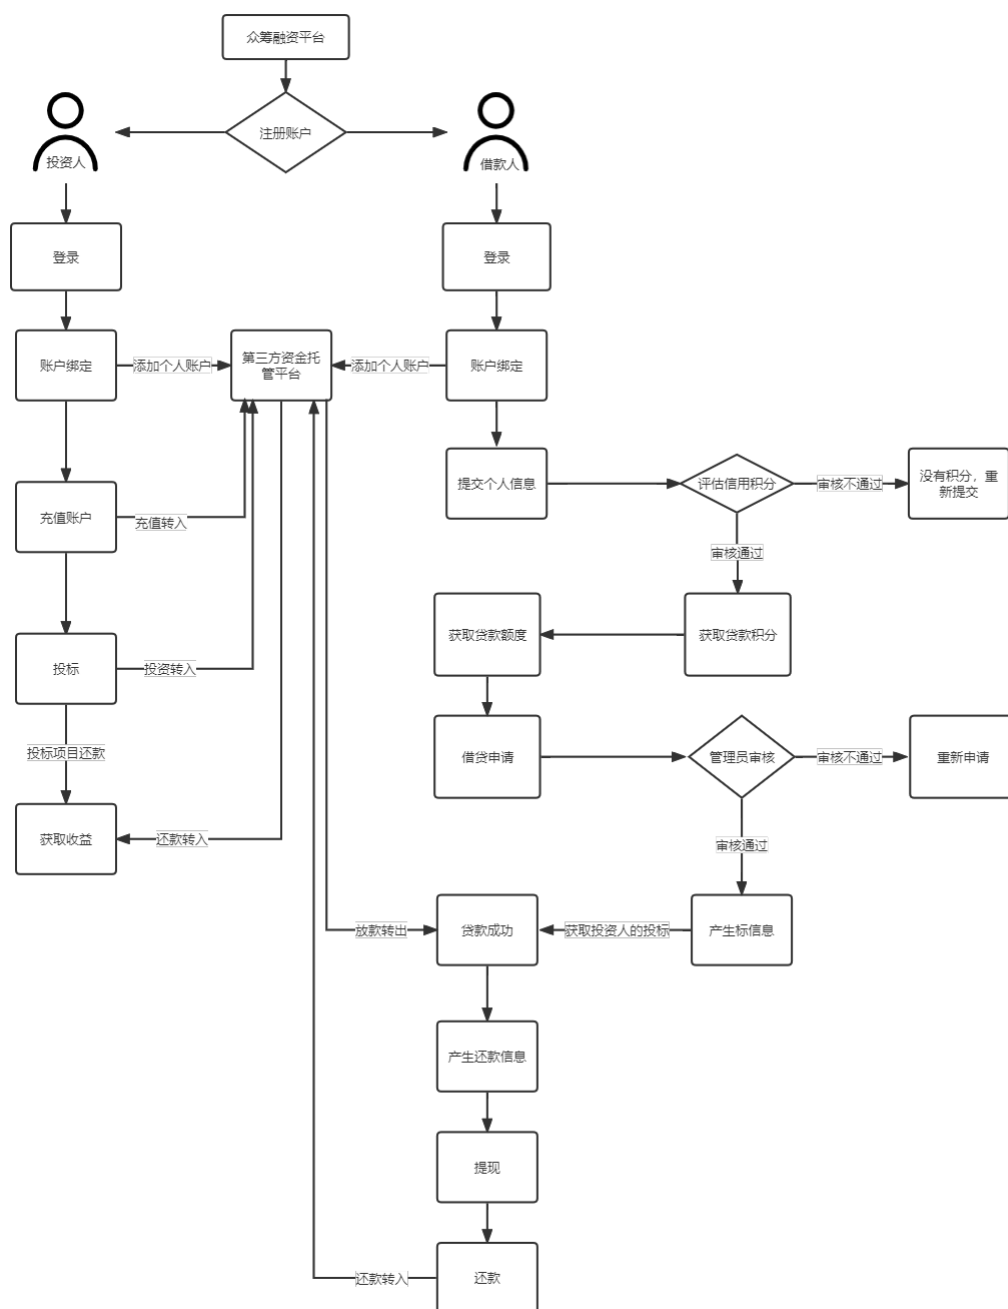 众筹融资平台
注册账户
投资人
借款人
登录
登录
账户绑定
添加个人账户
第三方资金托
管平台
添加个人账户
账户绑定
提交个人信息
评估信用积分
审核不通过
没有积分，重
新提交
充值账户
充值转入
审核通过
获取贷款额度
获取贷款积分
投标
投资转入
投标项目还款
借贷申请
管理员审核
审核不通过
重新申请
获取收益
还款转入
审核通过
放款转出
贷款成功
获取投资人的投标
产生标信息
产生还款信息
提现
还款转入
还款